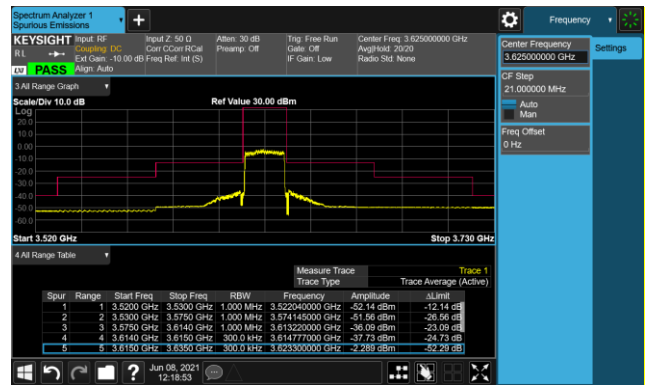 Spectrum Analyzer 1
Spurious Emissions
Frequency
KEYSIGHT Input: RF Input Z: 50 Ω Atten: 30 dB Trig: Free Run Center Freq: 3.625000000 GHz
RL Coupling: DC Corr CCorr RCal Preamp: Off Gate: Off Avg|Hold: 20/20
Ext Gain: -10.00 dB Freq Ref: Int (S) IF Gain: Low Radio Std: None
LXI PASS Align: Auto
Center Frequency
3.625000000 GHz
Settings
CF Step
21.000000 MHz
Auto
Man
Freq Offset
0 Hz
3 All Range Graph
Scale/Div 10.0 dB Ref Value 30.00 dBm
Log
20.0
10.0
0.00
-10.0
-20.0
-30.0
-40.0
-50.0
-60.0
Start 3.520 GHz Stop 3.730 GHz
4 All Range Table
Measure Trace Trace 1
Trace Type Trace Average (Active)
Spur Range Start Freq Stop Freq RBW Frequency Amplitude ΔLimit
1 1 3.5200 GHz 3.5300 GHz 1.000 MHz 3.522040000 GHz -52.14 dBm -12.14 dB
2 2 3.5300 GHz 3.5750 GHz 1.000 MHz 3.574145000 GHz -51.56 dBm -26.56 dB
3 3 3.5750 GHz 3.6140 GHz 1.000 MHz 3.613220000 GHz -36.09 dBm -23.09 dB
4 4 3.6140 GHz 3.6150 GHz 300.0 kHz 3.614777000 GHz -37.73 dBm -24.73 dB
5 5 3.6150 GHz 3.6350 GHz 300.0 kHz 3.623300000 GHz -2.289 dBm -52.29 dB
Jun 08, 2021
12:18:53